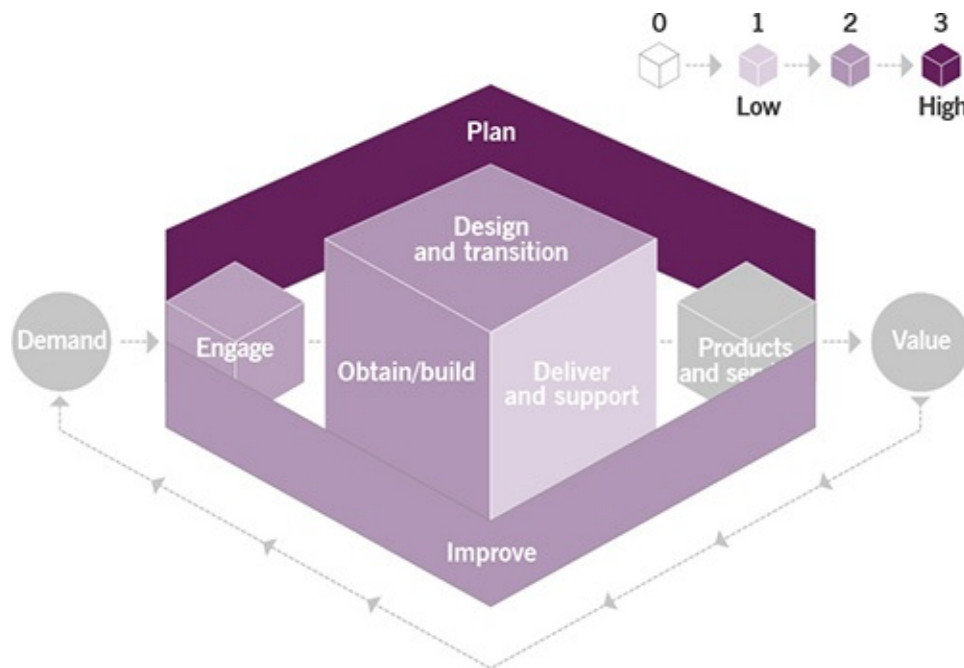 0 1 2 3
Low High
Plan
Design
and transition
Demand
Engage
Obtain/build
Deliver
and support
Products
and
Value
Improve